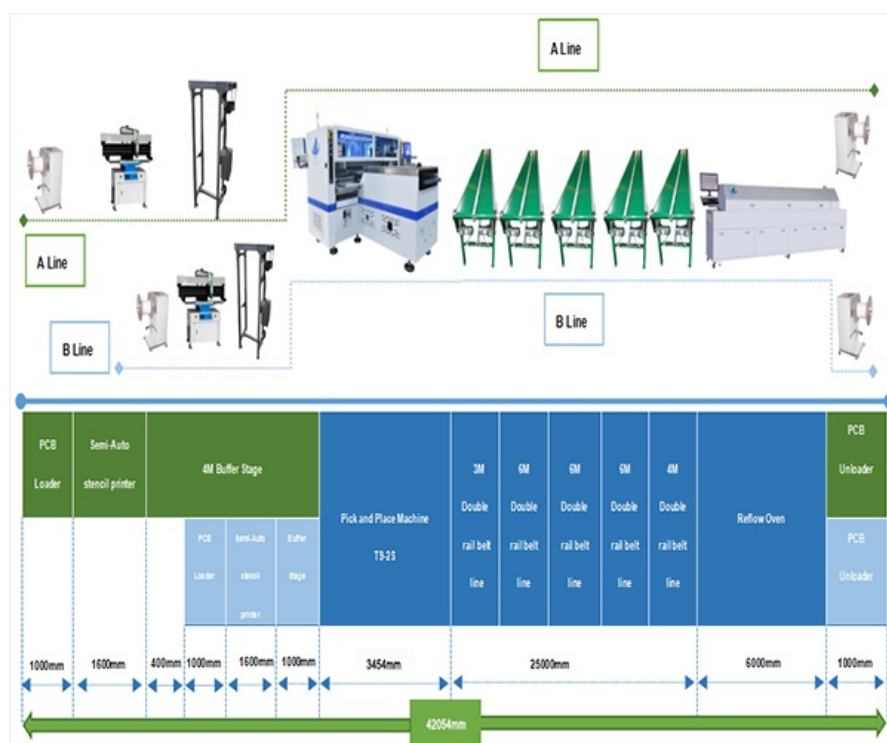 A Line
A Line
B Line
B Line
PCB
Loader
Semi-Auto
stencil printer
4M Buffer Stage
PCB
Loader
Semi-Auto
stencil
printer
Buffer
Stage
Pick and Place Machine
T9-2S
3M
Double
rail belt
line
6M
Double
rail belt
line
6M
Double
rail belt
line
6M
Double
rail belt
line
4M
Double
rail belt
line
Reflow Oven
PCB
Unloader
PCB
Unloader
1000mm
1600mm
400mm
1000mm
1600mm
1000mm
3454mm
25000mm
6000mm
1000mm
42054mm